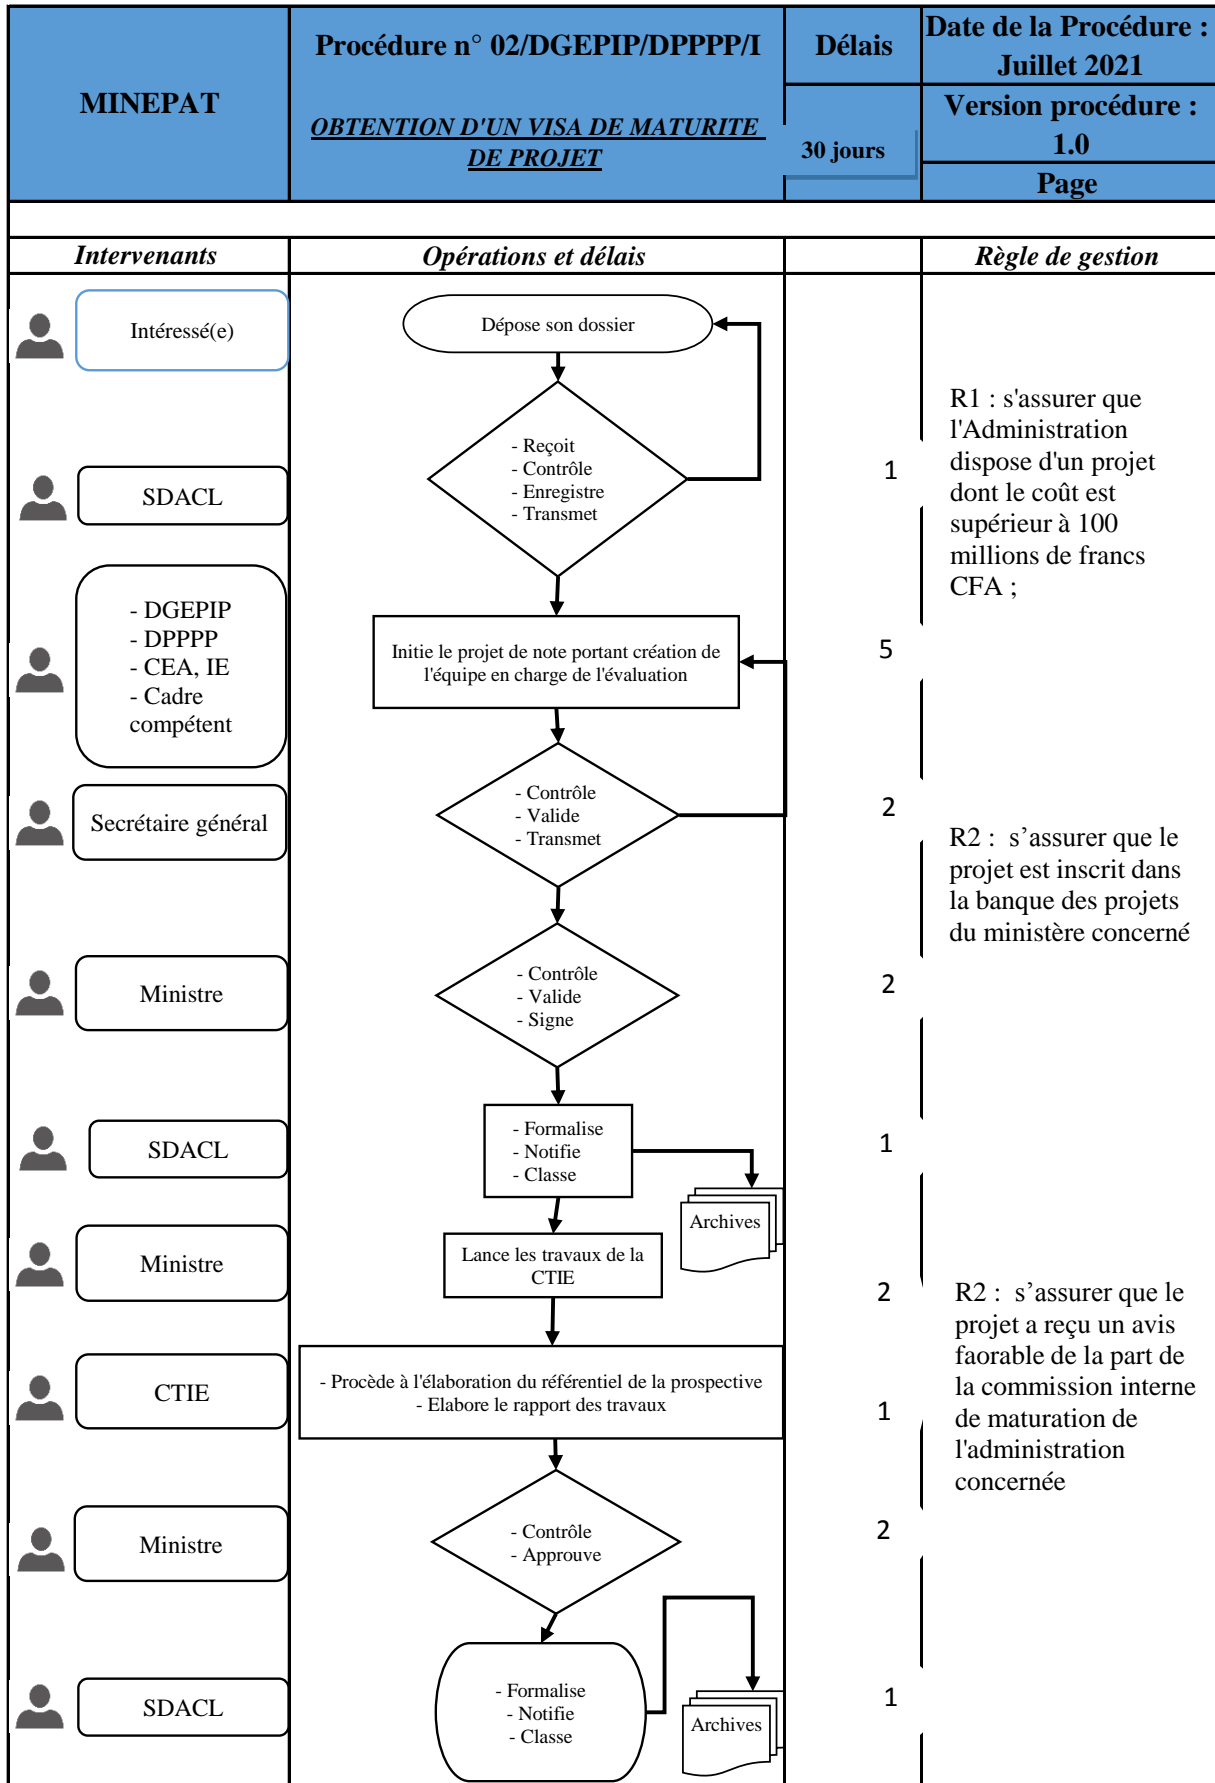 MINEPAT
Procédure n° 02/DGEPIP/DPPPP/I
OBTENTION D'UN VISA DE MATURITE
DE PROJET
Délais
30 jours
Date de la Procédure :
Juillet 2021
Version procédure :
1.0
Page
Intervenants
Opérations et délais
Règle de gestion
Intéressé(e)
Dépose son dossier
SDACL
- Reçoit
- Contrôle
- Enregistre
- Transmet
1
R1 : s'assurer que
l'Administration
dispose d'un projet
dont le coût est
supérieur à 100
millions de francs
CFA ;
- DGEPIP
- DPPPP
- CEA, IE
- Cadre
compétent
Initie le projet de note portant création de
l'équipe en charge de l'évaluation
5
Secrétaire général
- Contrôle
- Valide
- Transmet
2
R2 : s’assurer que le
projet est inscrit dans
la banque des projets
du ministère concerné
Ministre
- Contrôle
- Valide
- Signe
2
SDACL
- Formalise
- Notifie
- Classe
Archives
1
Ministre
Lance les travaux de la
CTIE
2
R2 : s’assurer que le
projet a reçu un avis
faorable de la part de
la commission interne
de maturation de
l'administration
concernée
CTIE
- Procède à l'élaboration du référentiel de la prospective
- Elabore le rapport des travaux
1
Ministre
- Contrôle
- Approuve
2
SDACL
- Formalise
- Notifie
- Classe
Archives
1